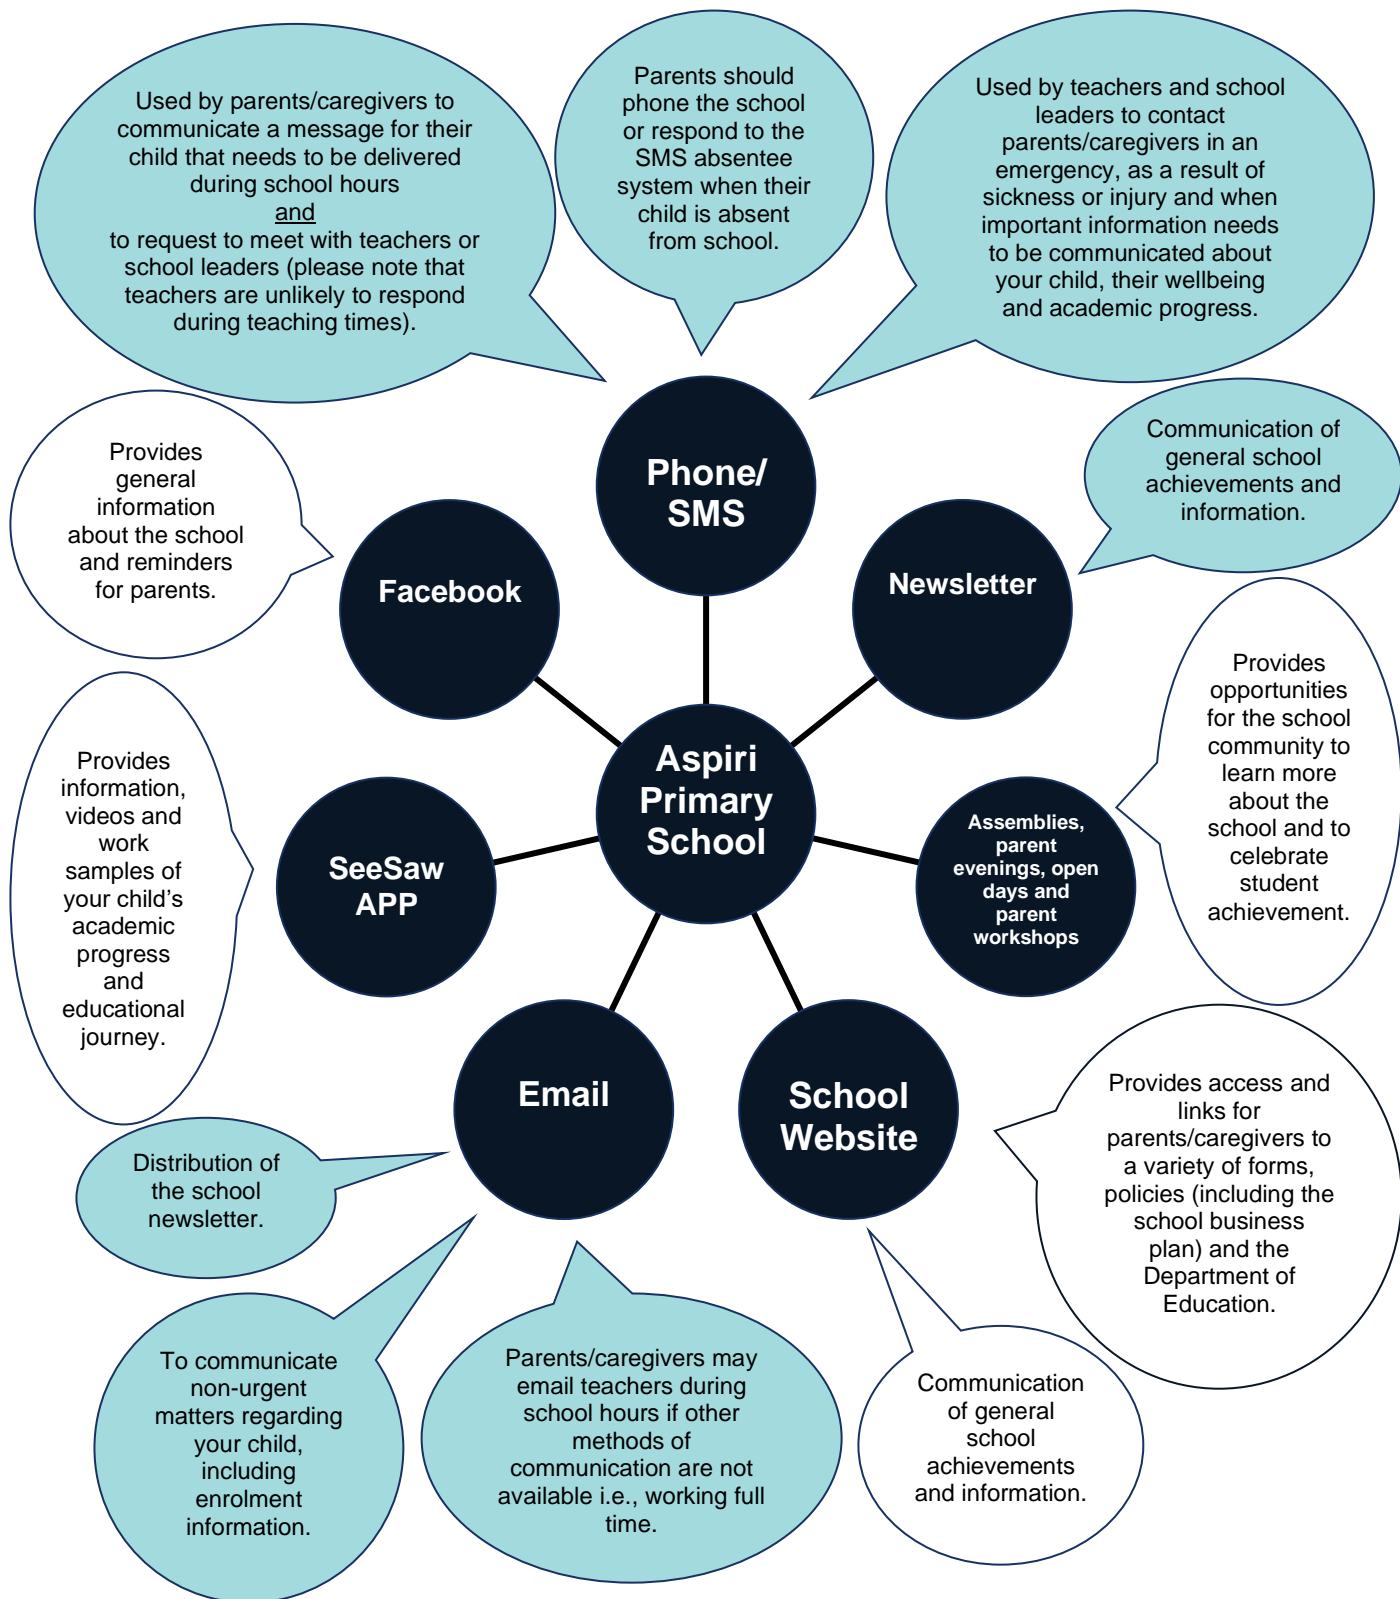 Used by parents/caregivers to
communicate a message for their
child that needs to be delivered
during school hours
and
to request to meet with teachers or
school leaders (please note that
teachers are unlikely to respond
during teaching times).
Parents should
phone the school
or respond to the
SMS absentee
system when their
child is absent
from school.
Used by teachers and school
leaders to contact
parents/caregivers in an
emergency, as a result of
sickness or injury and when
important information needs
to be communicated about
your child, their wellbeing
and academic progress.
Provides
general
information
about the school
and reminders
for parents.
Phone/
SMS
Communication of
general school
achievements and
information.
Facebook
Newsletter
Provides
information,
videos and
work
samples of
your child’s
academic
progress
and
educational
journey.
Aspiri
Primary
School
Provides
opportunities
for the school
community to
learn more
about the
school and to
celebrate
student
achievement.
SeeSaw
APP
Assemblies,
parent
evenings, open
days and
parent
workshops
Email
School
Website
Provides access and
links for
parents/caregivers to
a variety of forms,
policies (including the
school business
plan) and the
Department of
Education.
Distribution of
the school
newsletter.
To communicate
non-urgent
matters regarding
your child,
including
enrolment
information.
Parents/caregivers may
email teachers during
school hours if other
methods of
communication are not
available i.e., working full
time.
Communication
of general
school
achievements
and information.